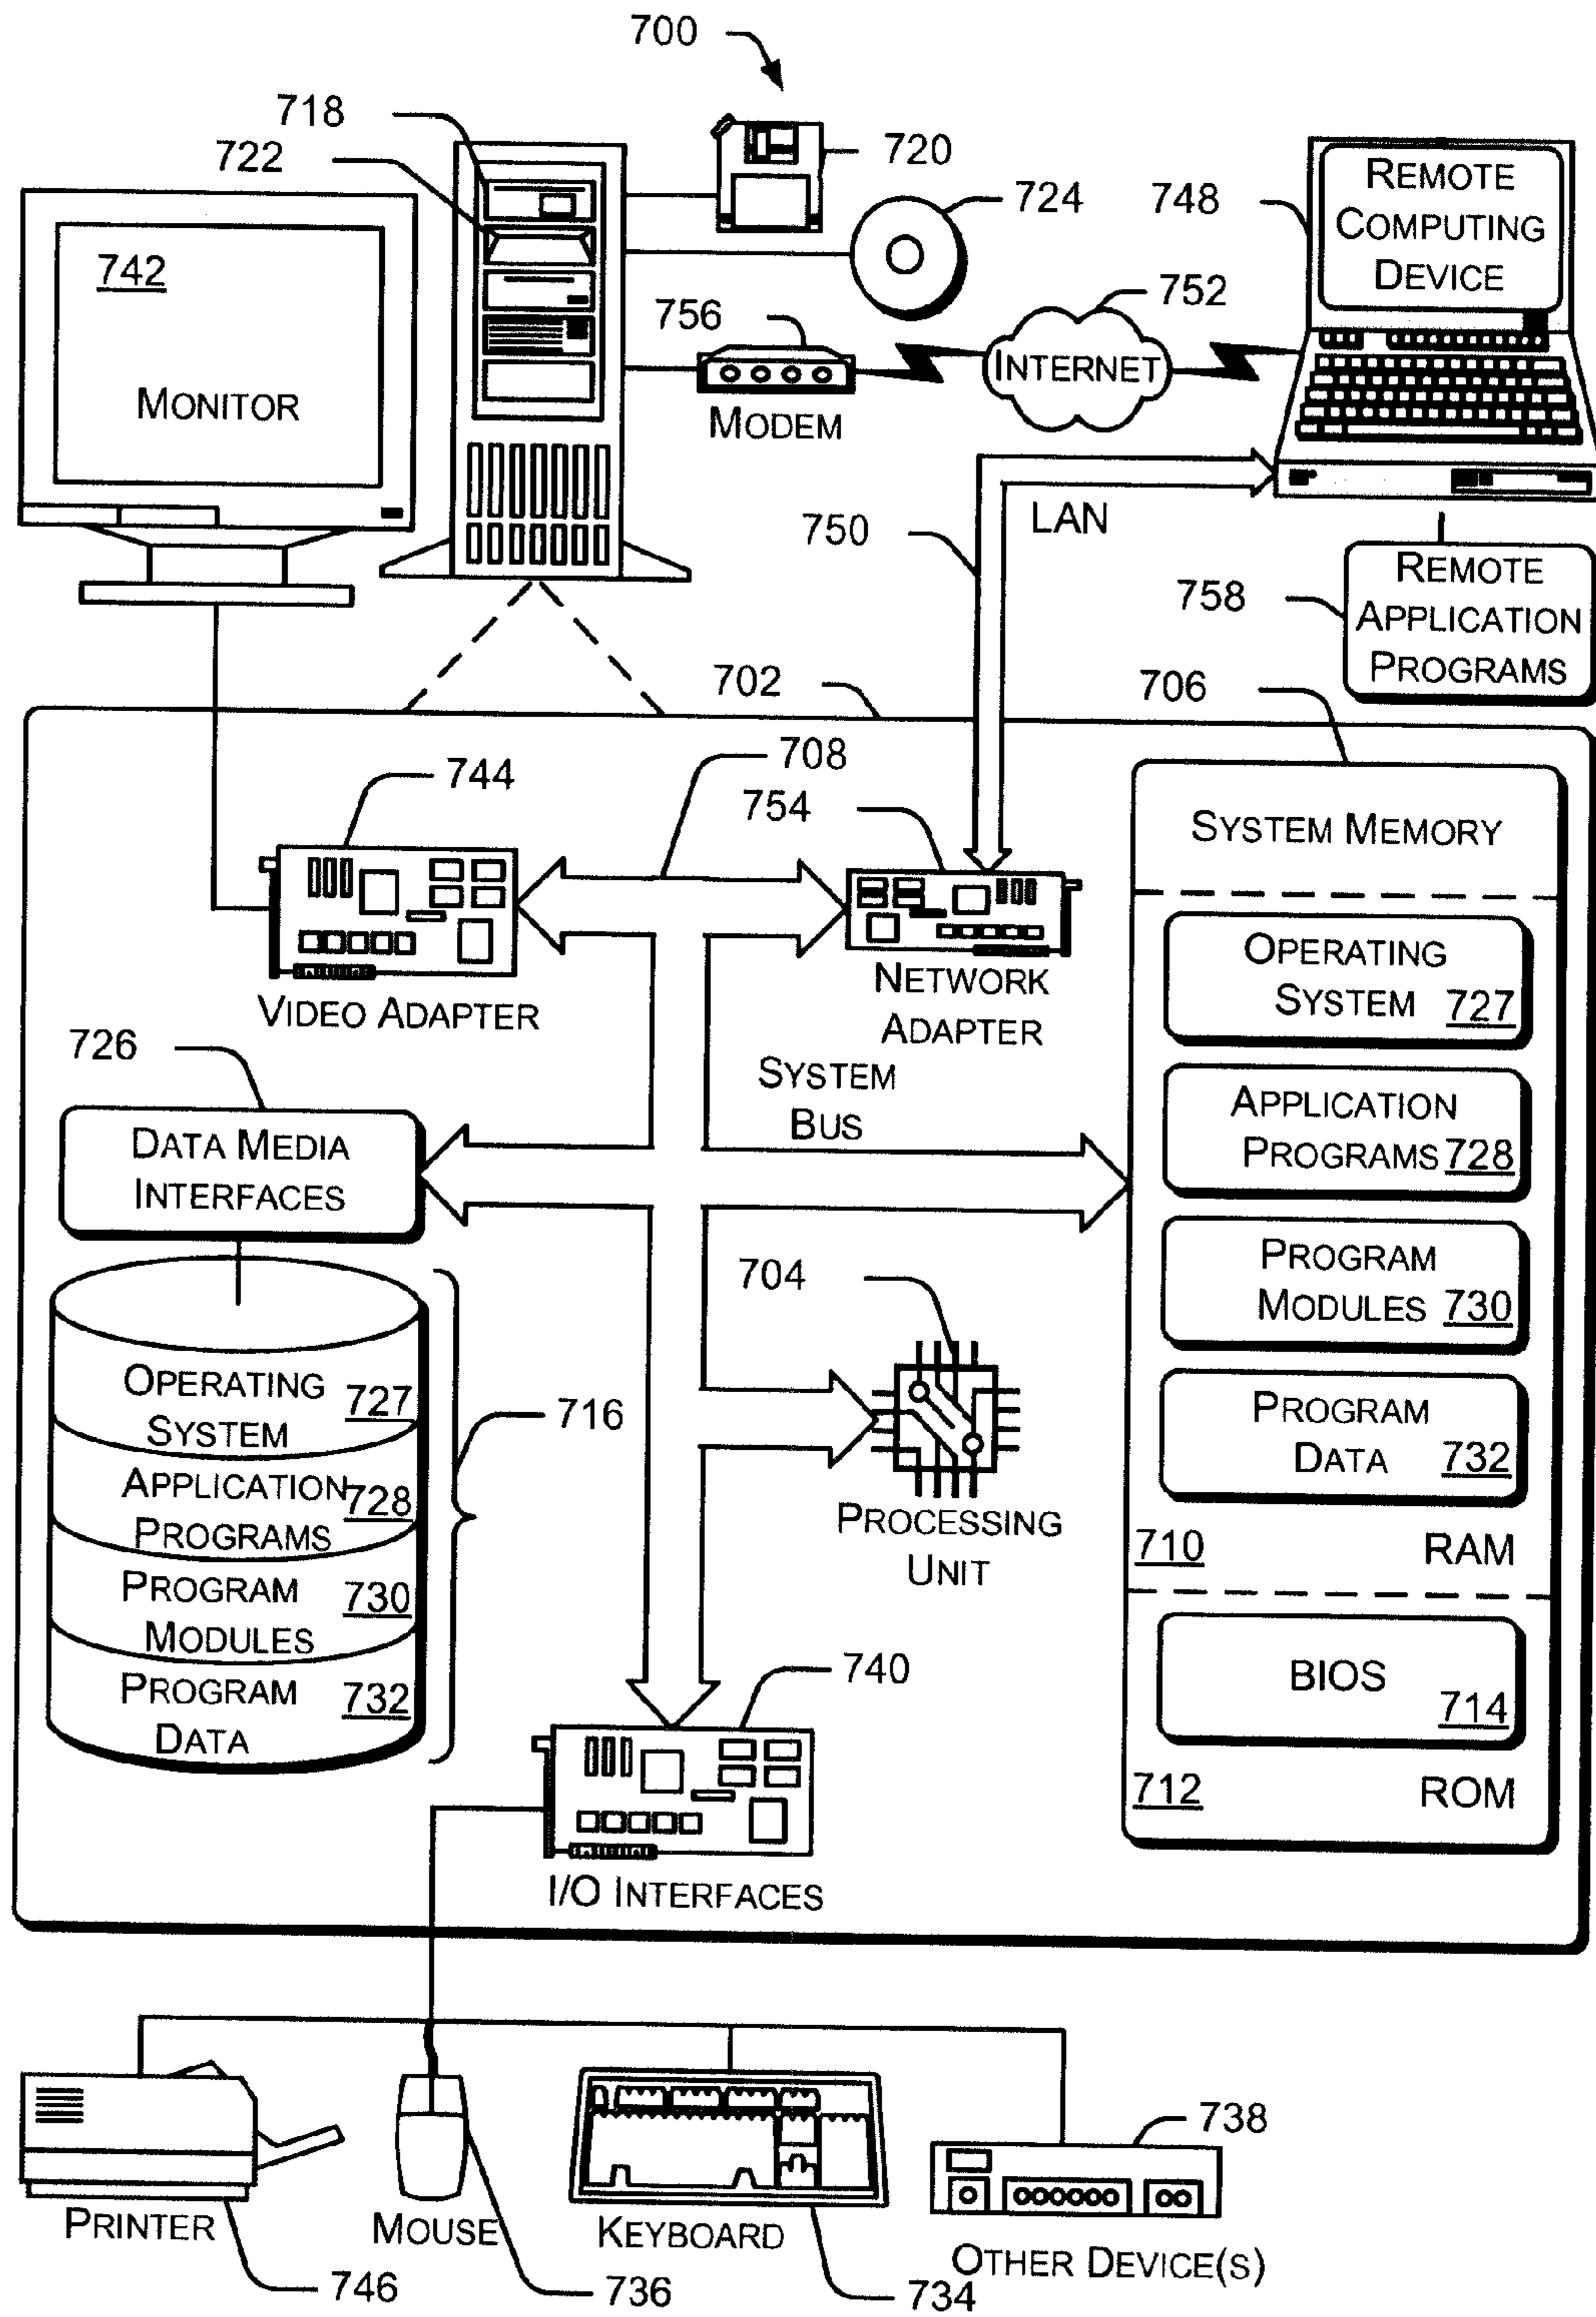 700
718
722
720
724
748
REMOTE
COMPUTING
DEVICE
742
MONITOR
756
MODEM
752
INTERNET
750
LAN
758
REMOTE
APPLICATION
PROGRAMS
702
706
744
708
754
SYSTEM MEMORY
VIDEO ADAPTER
NETWORK
ADAPTER
OPERATING
SYSTEM 727
726
SYSTEM
BUS
DATA MEDIA
INTERFACES
APPLICATION
PROGRAMS 728
704
PROGRAM
MODULES 730
OPERATING
SYSTEM 727
716
PROGRAM
DATA 732
APPLICATION
PROGRAMS 728
PROCESSING
UNIT
710 RAM
PROGRAM
MODULES 730
740
BIOS
714
PROGRAM
DATA 732
712 ROM
I/O INTERFACES
738
PRINTER
MOUSE
KEYBOARD
OTHER DEVICE(S)
746
736
734